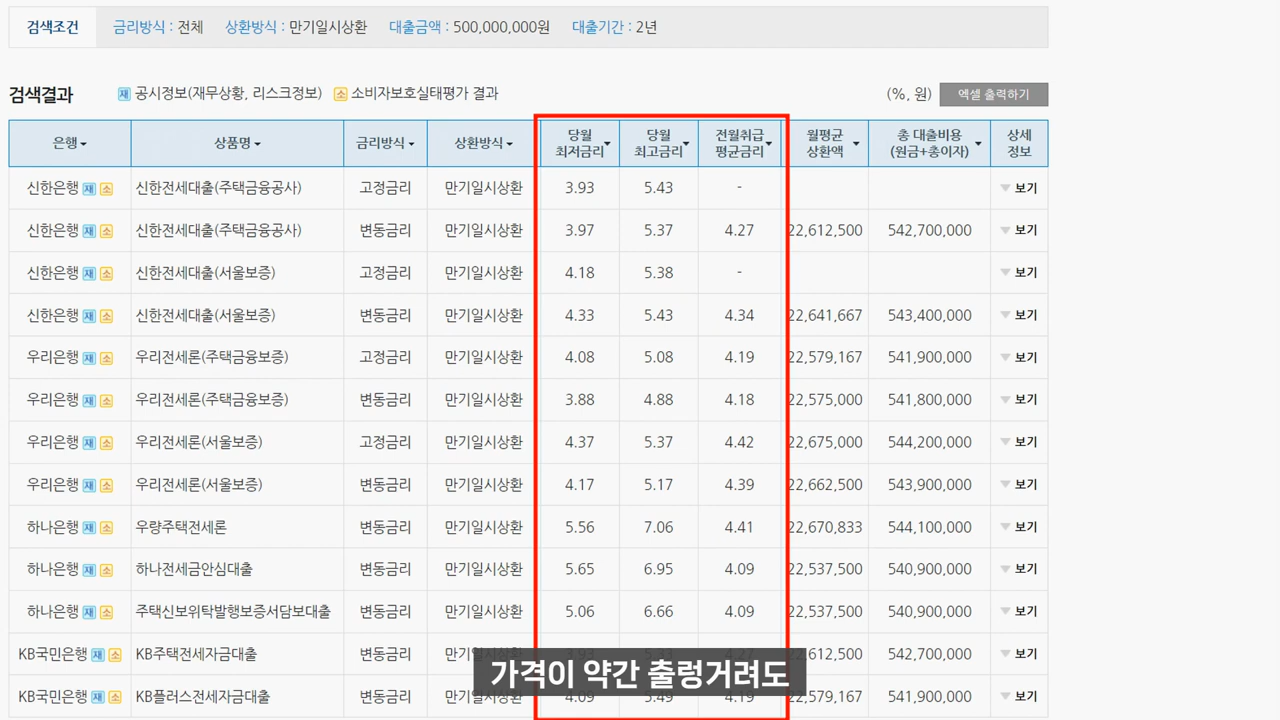 검색조건 금리방식 : 전체 상환방식 : 만기일시상환 대출금액 : 500,000,000원 대출기간 : 2년
검색결과 재 공시정보(재무상황, 리스크정보) 소 소비자보호실태평가 결과 (%, 원) 엑셀 출력하기
은행 상품명 금리방식 상환방식 당월 최저금리 당월 최고금리 전월취급 평균금리 월평균 상환액 총 대출비용 (원금+총이자) 상세 정보
신한은행 재 소 신한전세대출(주택금융공사) 고정금리 만기일시상환 3.93 5.43 - 보기
신한은행 재 소 신한전세대출(주택금융공사) 변동금리 만기일시상환 3.97 5.37 4.27 22,612,500 542,700,000 보기
신한은행 재 소 신한전세대출(서울보증) 고정금리 만기일시상환 4.18 5.38 - 보기
신한은행 재 소 신한전세대출(서울보증) 변동금리 만기일시상환 4.33 5.43 4.34 22,641,667 543,400,000 보기
우리은행 재 소 우리전세론(주택금융보증) 고정금리 만기일시상환 4.08 5.08 4.19 22,579,167 541,900,000 보기
우리은행 재 소 우리전세론(주택금융보증) 변동금리 만기일시상환 3.88 4.88 4.18 22,575,000 541,800,000 보기
우리은행 재 소 우리전세론(서울보증) 고정금리 만기일시상환 4.37 5.37 4.42 22,675,000 544,200,000 보기
우리은행 재 소 우리전세론(서울보증) 변동금리 만기일시상환 4.17 5.17 4.39 22,662,500 543,900,000 보기
하나은행 재 소 우량주택전세론 변동금리 만기일시상환 5.56 7.06 4.41 22,670,833 544,100,000 보기
하나은행 재 소 하나전세금안심대출 변동금리 만기일시상환 5.65 6.95 4.09 22,537,500 540,900,000 보기
하나은행 재 소 주택신보위탁발행보증서담보대출 변동금리 만기일시상환 5.06 6.66 4.09 22,537,500 540,900,000 보기
KB국민은행 재 소 KB주택전세자금대출 변동금리 만기일시상환 3.93 5.33 4.27 22,612,500 542,700,000 보기
KB국민은행 재 소 KB플러스전세자금대출 변동금리 만기일시상환 4.09 5.49 4.19 22,579,167 541,900,000 보기
가격이 약간 출렁거려도